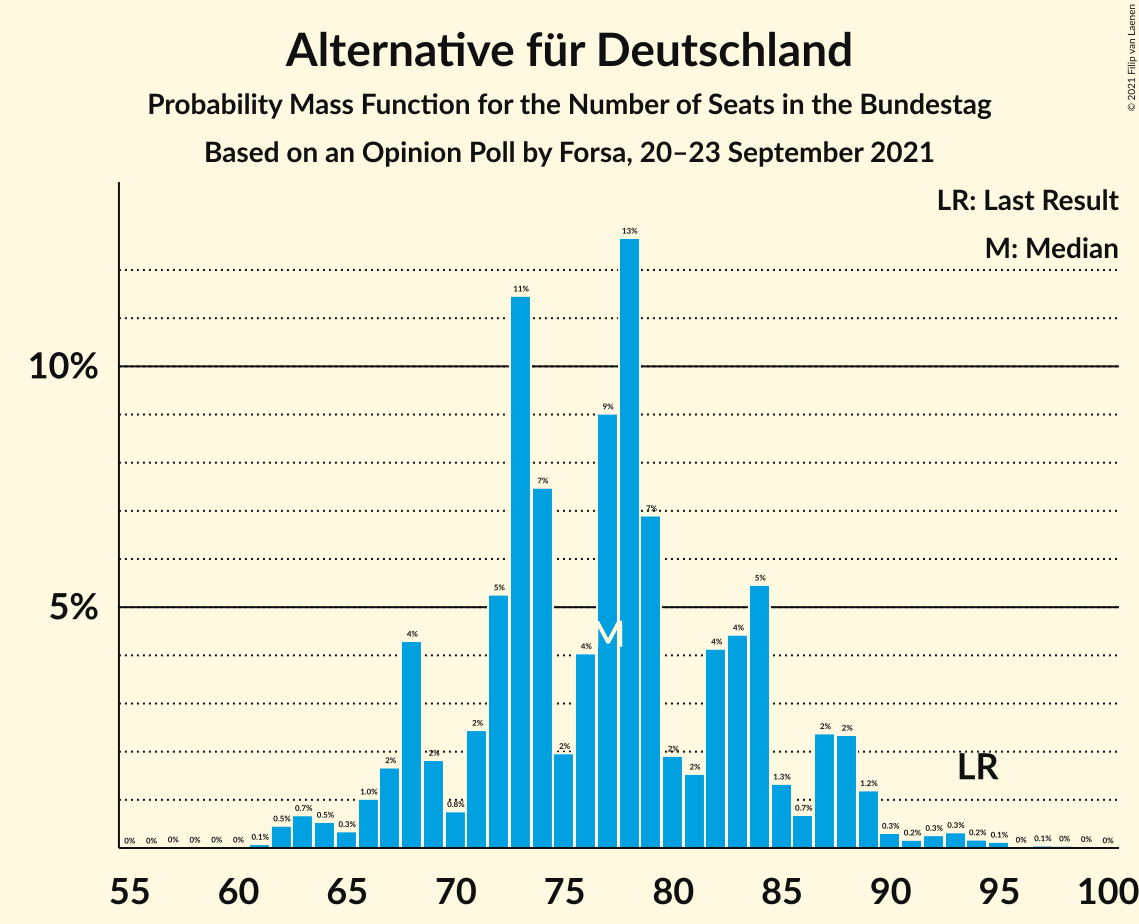 Alternative für Deutschland
Probability Mass Function for the Number of Seats in the Bundestag
Based on an Opinion Poll by Forsa, 20–23 September 2021
© 2021 Filip van Laenen
LR: Last Result
M: Median
10%
5%
0% 0% 0% 0% 0% 0% 0.1% 0.5% 0.7% 0.5% 0.3% 1.0% 2% 4% 2% 0.8% 2% 5% 11% 7% 2% 4% 9% 13% 7% 2% 2% 4% 4% 5% 1.3% 0.7% 2% 2% 1.2% 0.3% 0.2% 0.3% 0.3% 0.2% 0.1% 0% 0.1% 0% 0% 0%
M
LR
55 60 65 70 75 80 85 90 95 100